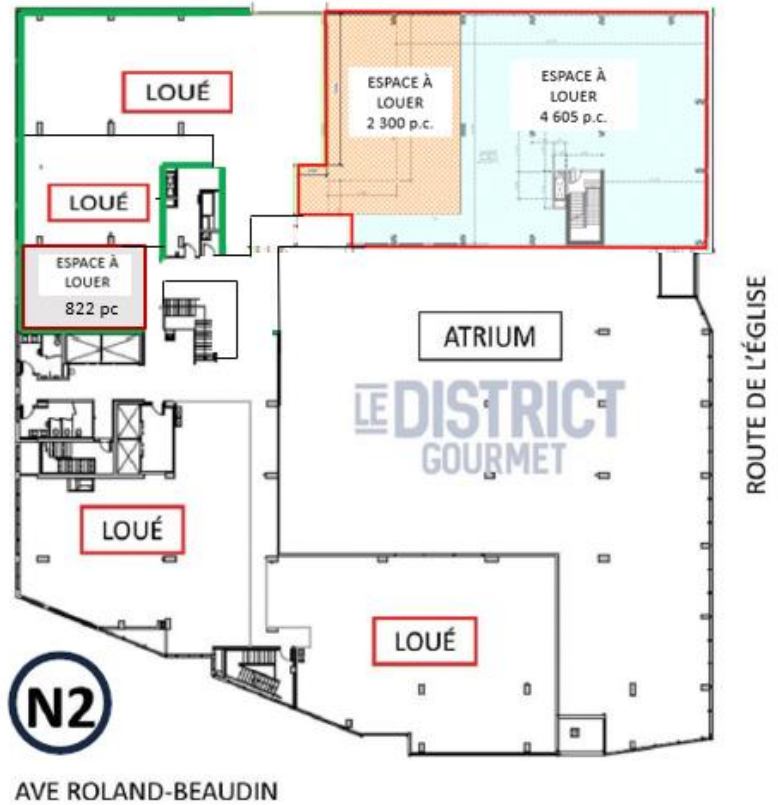 LOUÉ
ESPACE À
LOUER
2 300 p.c.
ESPACE À
LOUER
4 605 p.c.
LOUÉ
ESPACE À
LOUER
822 pc
ATRIUM
LE DISTRICT
GOURMET
ROUTE DE L'ÉGLISE
LOUÉ
LOUÉ
N2
AVE ROLAND-BEAUDIN